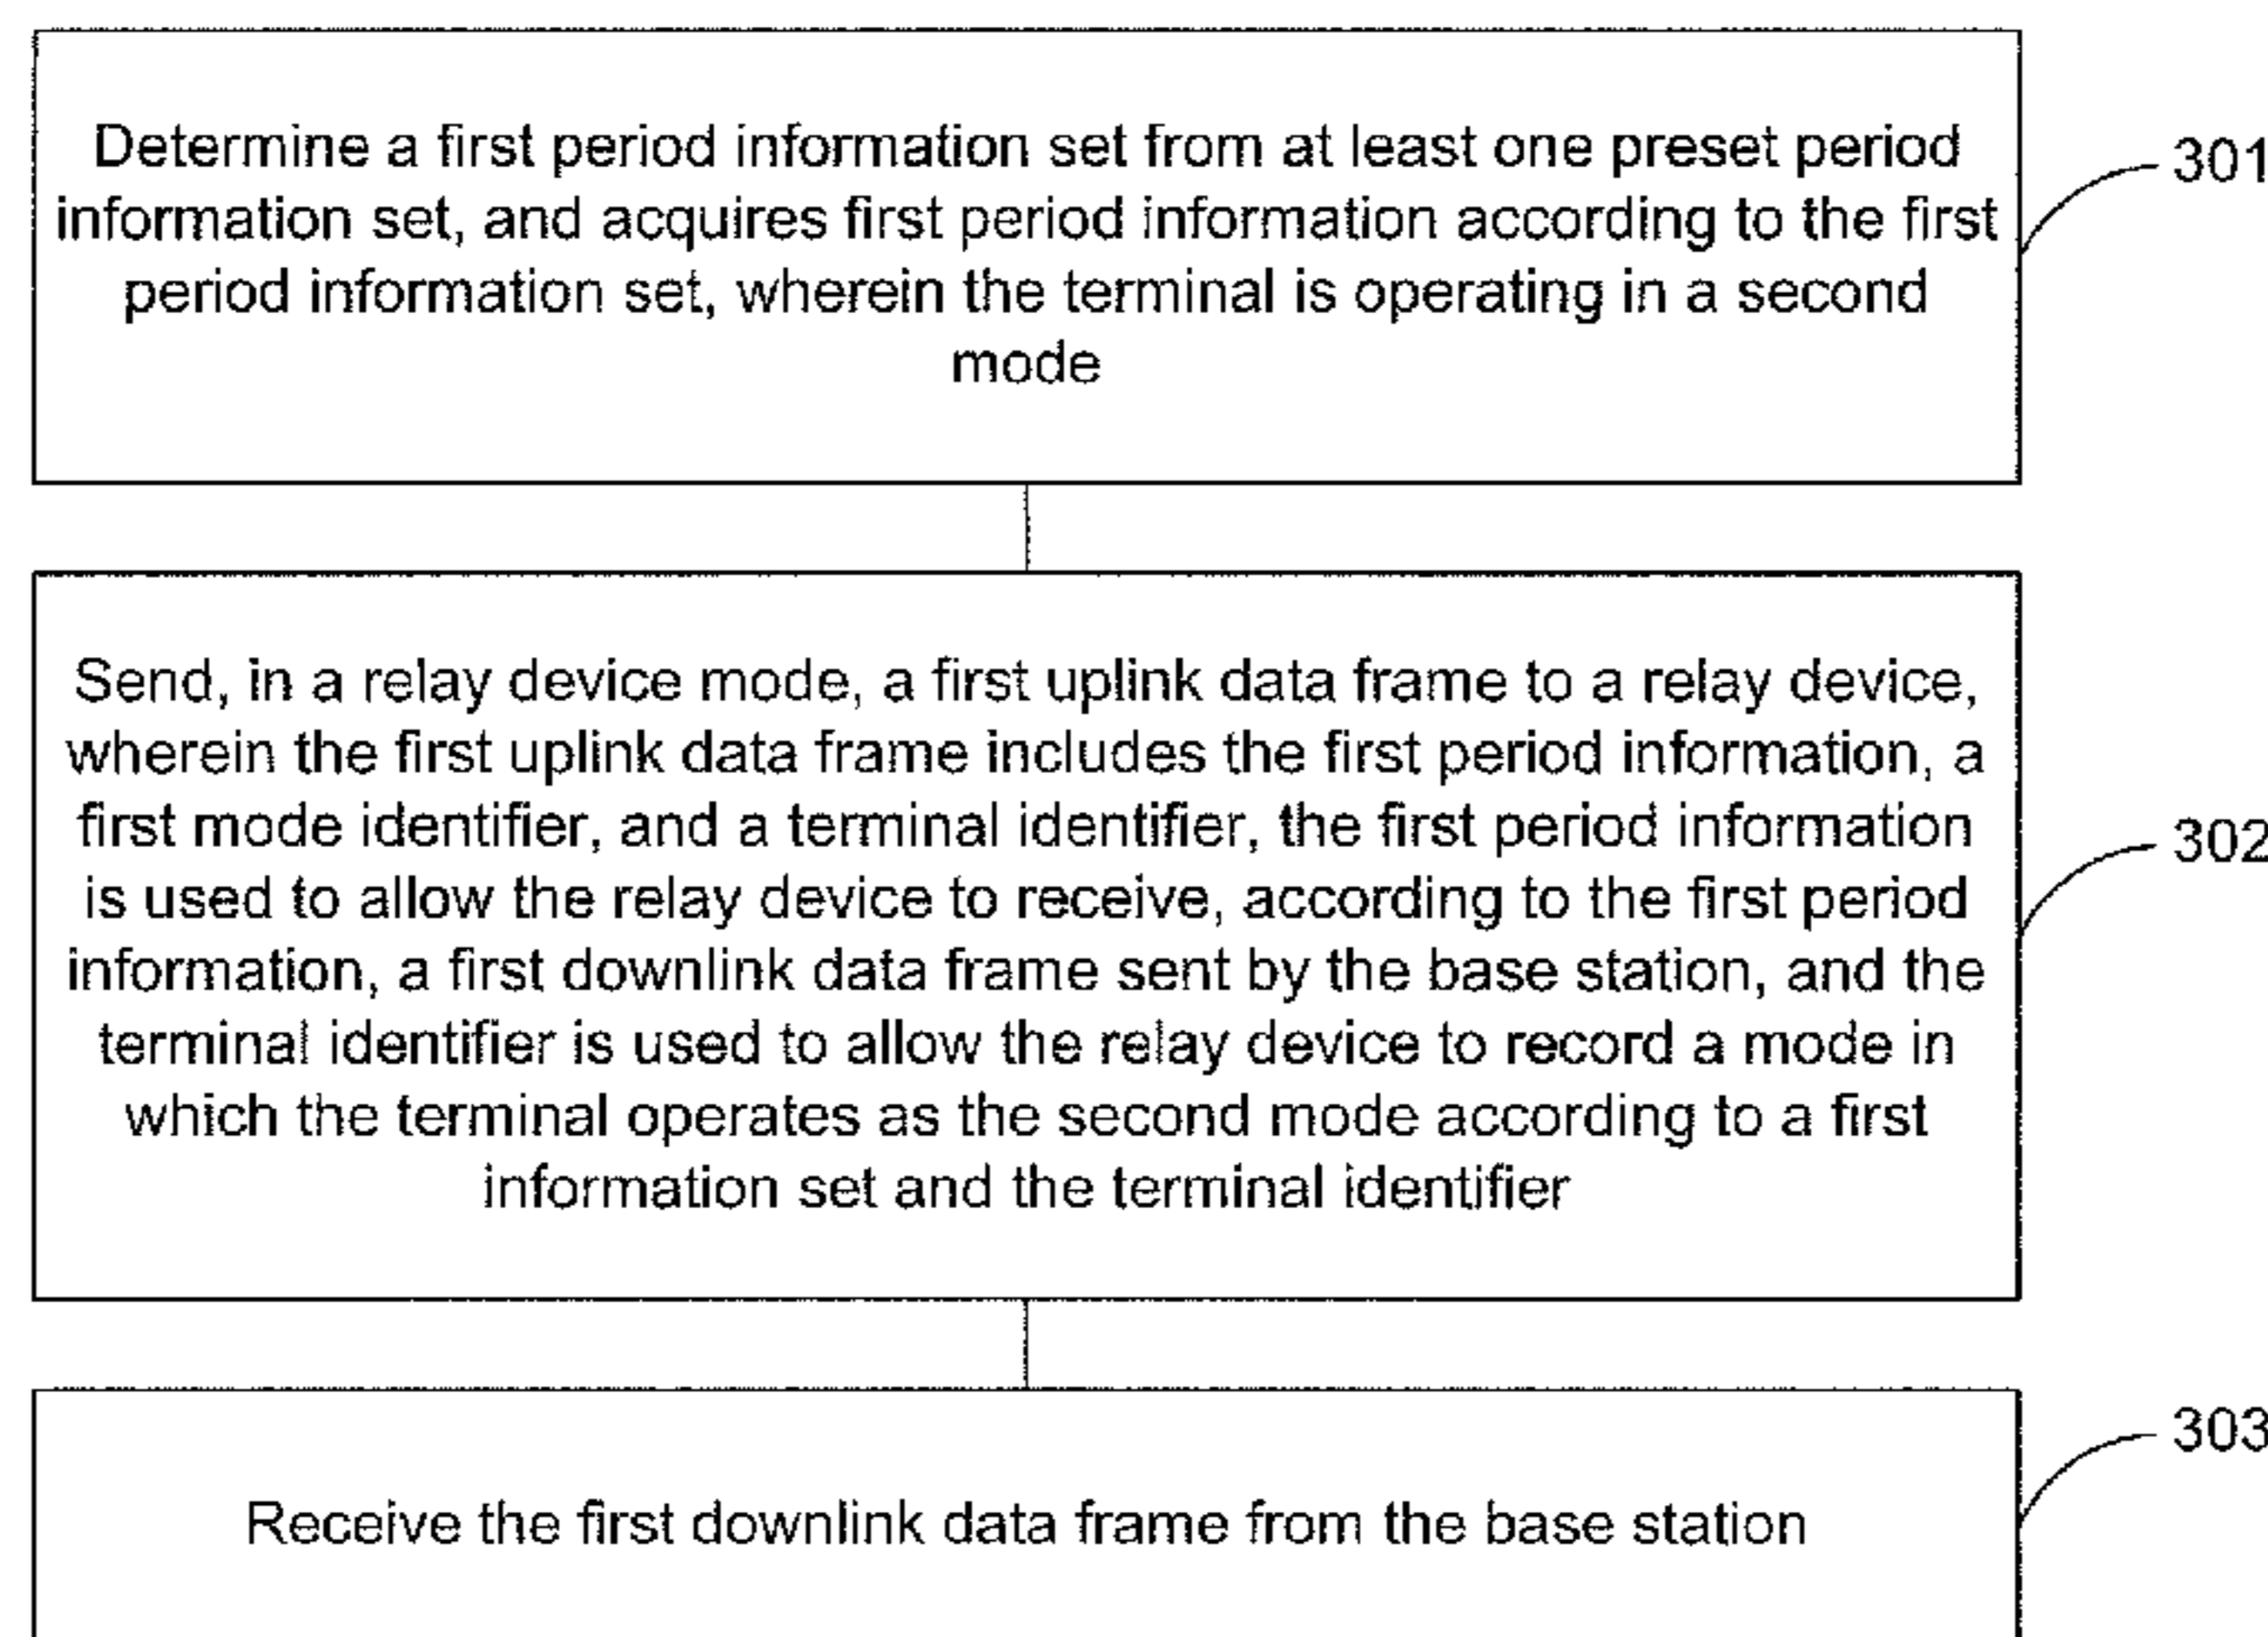 Determine a first period information set from at least one preset period
information set, and acquires first period information according to the first
period information set, wherein the terminal is operating in a second
mode
301
Send, in a relay device mode, a first uplink data frame to a relay device,
wherein the first uplink data frame includes the first period information, a
first mode identifier, and a terminal identifier, the first period information
is used to allow the relay device to receive, according to the first period
information, a first downlink data frame sent by the base station, and the
terminal identifier is used to allow the relay device to record a mode in
which the terminal operates as the second mode according to a first
information set and the terminal identifier
302
Receive the first downlink data frame from the base station
303